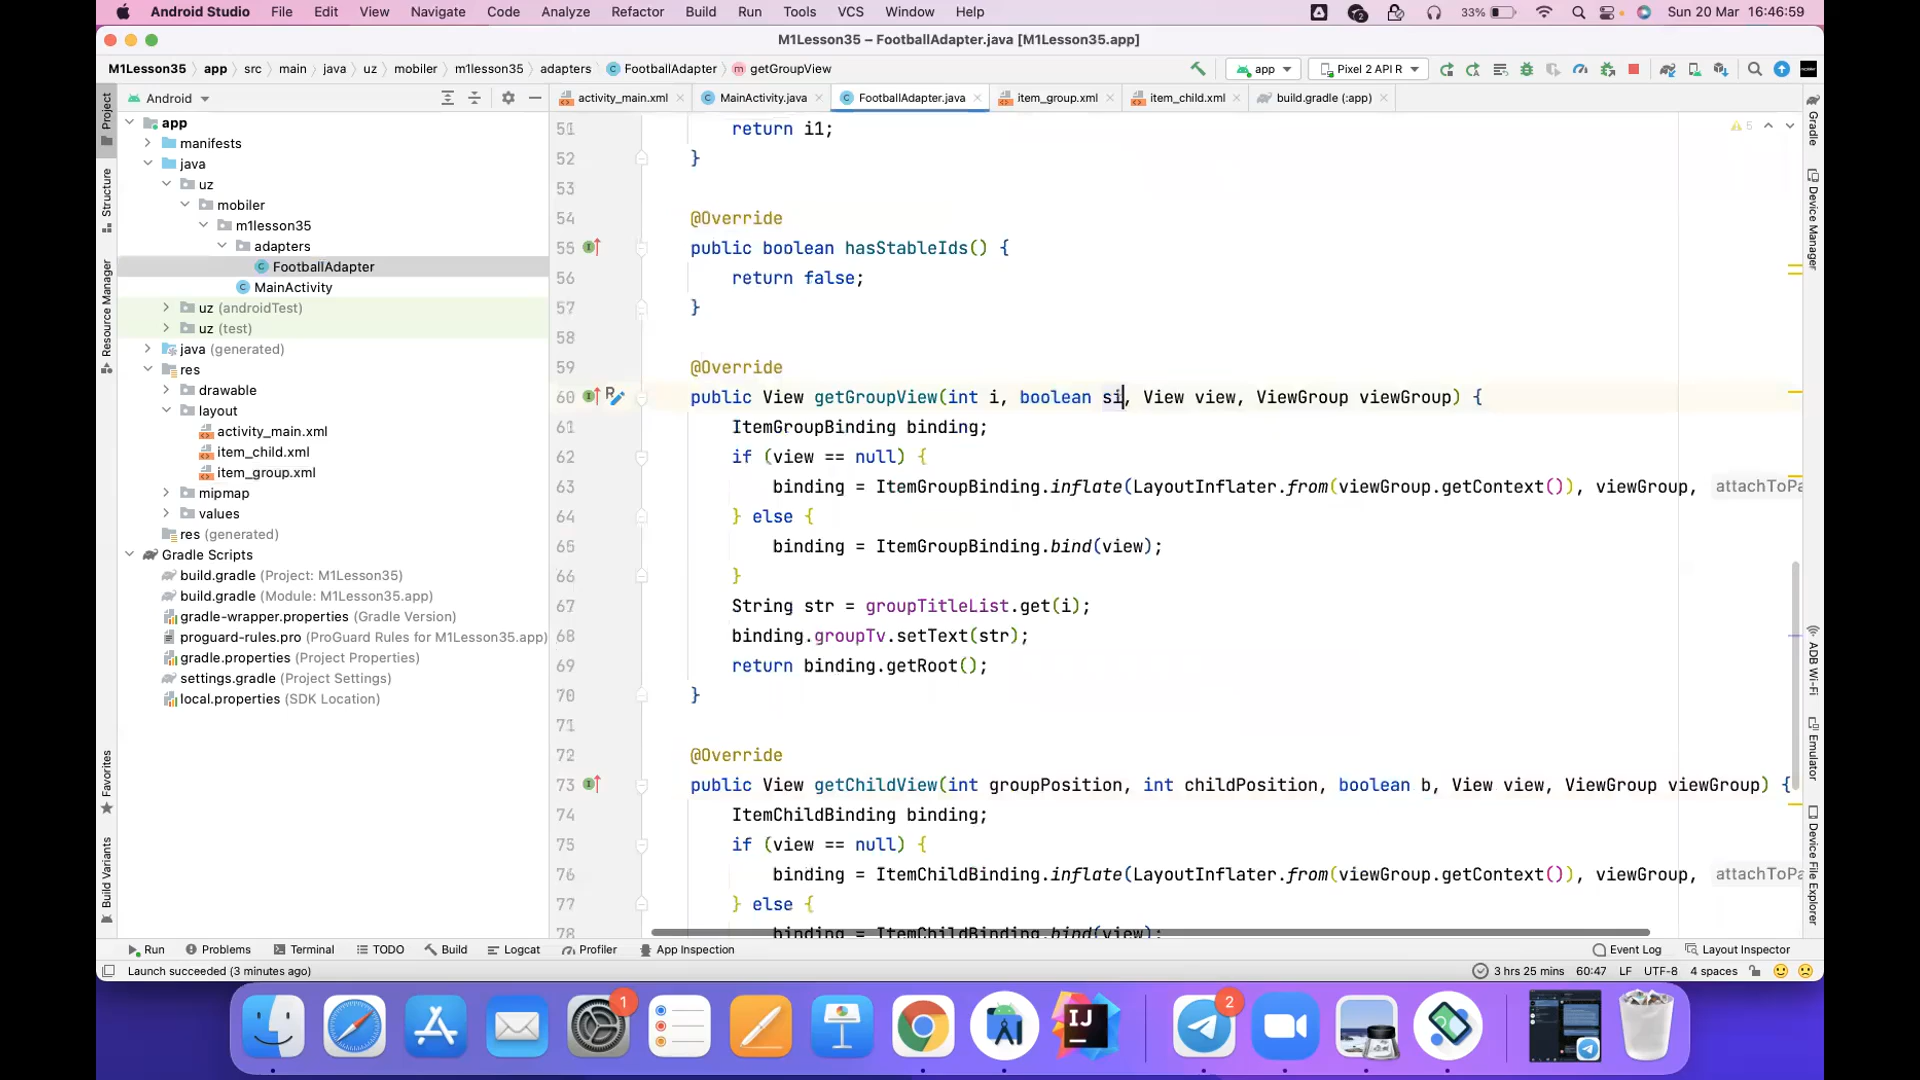 Android Studio File Edit View Navigate Code Analyze Refactor Build Run Tools VCS Window Help 2 33% Sun 20 Mar 16:46:59
M1Lesson35 – FootballAdapter.java [M1Lesson35.app]
M1Lesson35 app src main java uz mobiler m1lesson35 adapters FootballAdapter getGroupView app Pixel 2 API R
Android
activity_main.xml MainActivity.java FootballAdapter.java item_group.xml item_child.xml build.gradle (:app)
Project
Structure
Resource Manager
Favorites
Build Variants
app
manifests
java
uz
mobiler
m1lesson35
adapters
FootballAdapter
MainActivity
uz (androidTest)
uz (test)
java (generated)
res
drawable
layout
activity_main.xml
item_child.xml
item_group.xml
mipmap
values
res (generated)
Gradle Scripts
build.gradle (Project: M1Lesson35)
build.gradle (Module: M1Lesson35.app)
gradle-wrapper.properties (Gradle Version)
proguard-rules.pro (ProGuard Rules for M1Lesson35.app)
gradle.properties (Project Properties)
settings.gradle (Project Settings)
local.properties (SDK Location)
5
51 return i1;
52 }
53
54 @Override
55 public boolean hasStableIds() {
56 return false;
57 }
58
59 @Override
60 public View getGroupView(int i, boolean si, View view, ViewGroup viewGroup) {
61 ItemGroupBinding binding;
62 if (view == null) {
63 binding = ItemGroupBinding.inflate(LayoutInflater.from(viewGroup.getContext()), viewGroup, attachToPa
64 } else {
65 binding = ItemGroupBinding.bind(view);
66 }
67 String str = groupTitleList.get(i);
68 binding.groupTv.setText(str);
69 return binding.getRoot();
70 }
71
72 @Override
73 public View getChildView(int groupPosition, int childPosition, boolean b, View view, ViewGroup viewGroup) {
74 ItemChildBinding binding;
75 if (view == null) {
76 binding = ItemChildBinding.inflate(LayoutInflater.from(viewGroup.getContext()), viewGroup, attachToPa
77 } else {
78 binding = ItemChildBinding.bind(view);
Gradle
Device Manager
ADB Wi-Fi
Emulator
Device File Explorer
Run Problems Terminal TODO Build Logcat Profiler App Inspection Event Log Layout Inspector
Launch succeeded (3 minutes ago) 3 hrs 25 mins 60:47 LF UTF-8 4 spaces
1
2
IJ